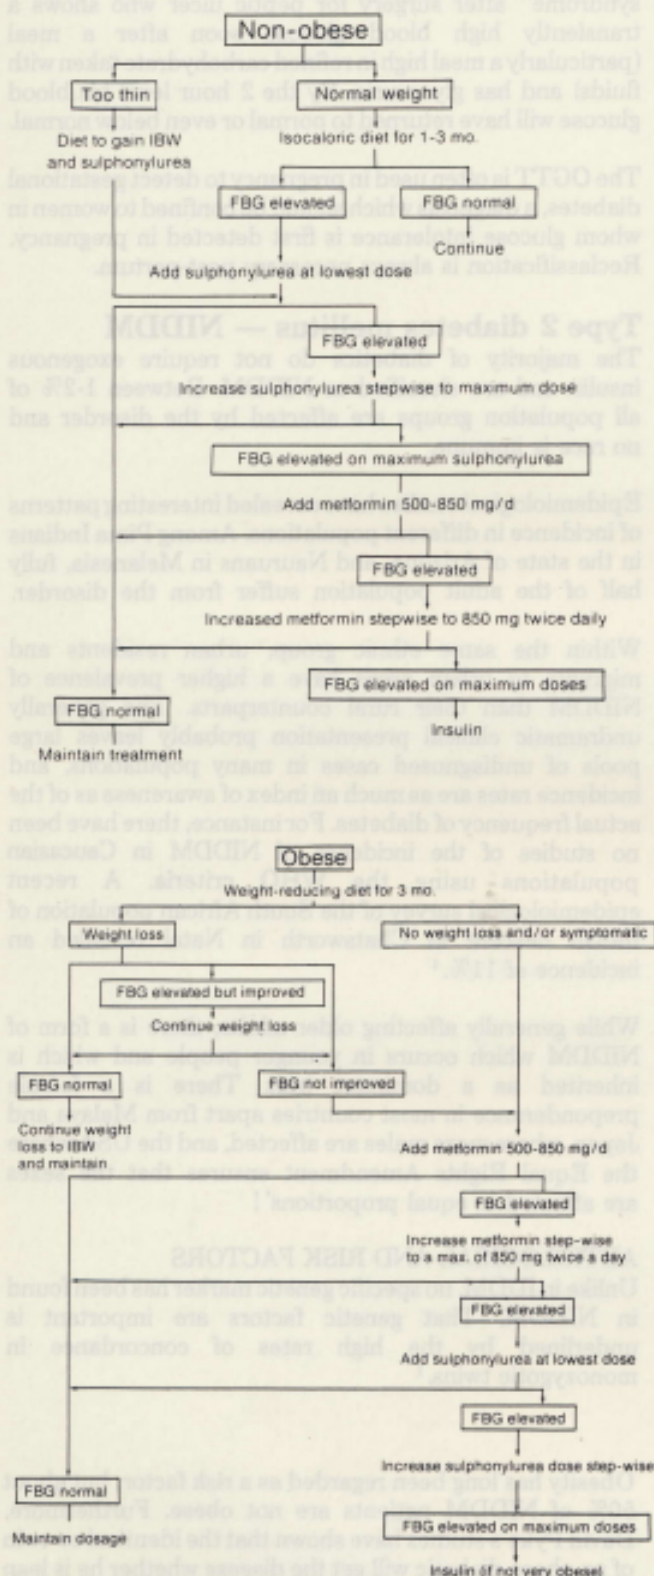 Non-obese
Too thin
Normal weight
Diet to gain IBW
and sulphonylurea
Isocaloric diet for 1-3 mo.
FBG elevated
FBG normal
Continue
Add sulphonylurea at lowest dose
FBG elevated
Increase sulphonylurea stepwise to maximum dose
FBG elevated on maximum sulphonylurea
Add metformin 500-850 mg/d
FBG elevated
Increased metformin stepwise to 850 mg twice daily
FBG elevated on maximum doses
Insulin
FBG normal
Maintain treatment
Obese
Weight-reducing diet for 3 mo.
Weight loss
No weight loss and/or symptomatic
FBG elevated but improved
Continue weight loss
FBG normal
FBG not improved
Continue weight
loss to IBW
and maintain
Add metformin 500-850 mg/d
FBG elevated
Increase metformin step-wise
to a max. of 850 mg twice a day
FBG elevated
Add sulphonylurea at lowest dose
FBG elevated
Increase sulphonylurea dose step-wise
FBG normal
Maintain dosage
FBG elevated on maximum doses
Insulin (if not very obese)